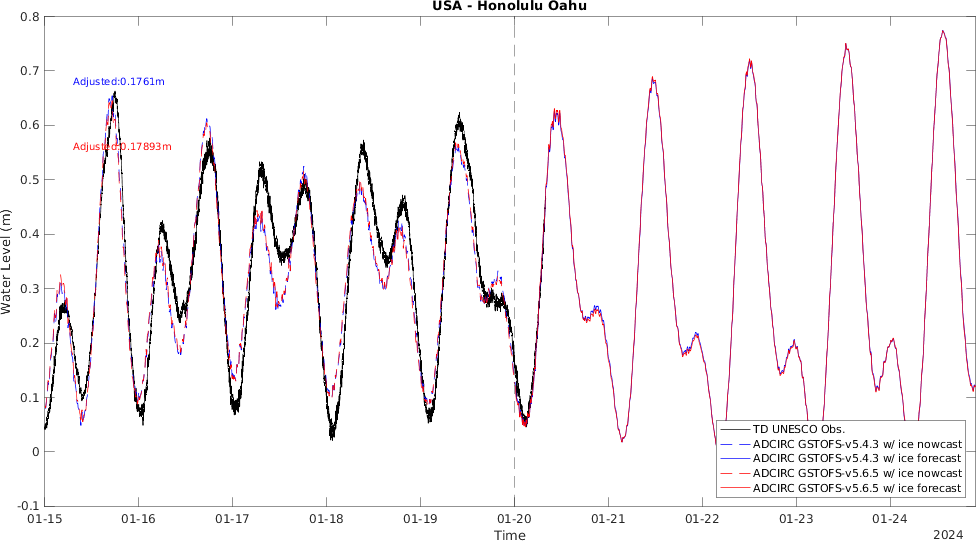 USA - Honolulu Oahu
0.8
0.7
0.6
0.5
0.4
0.3
0.2
0.1
0
-0.1
Water Level (m)
Adjusted:0.1761m
Adjusted:0.17893m
TD UNESCO Obs.
ADCIRC GSTOFS-v5.4.3 w/ ice nowcast
ADCIRC GSTOFS-v5.4.3 w/ ice forecast
ADCIRC GSTOFS-v5.6.5 w/ ice nowcast
ADCIRC GSTOFS-v5.6.5 w/ ice forecast
01-15 01-16 01-17 01-18 01-19 01-20 01-21 01-22 01-23 01-24
Time
2024